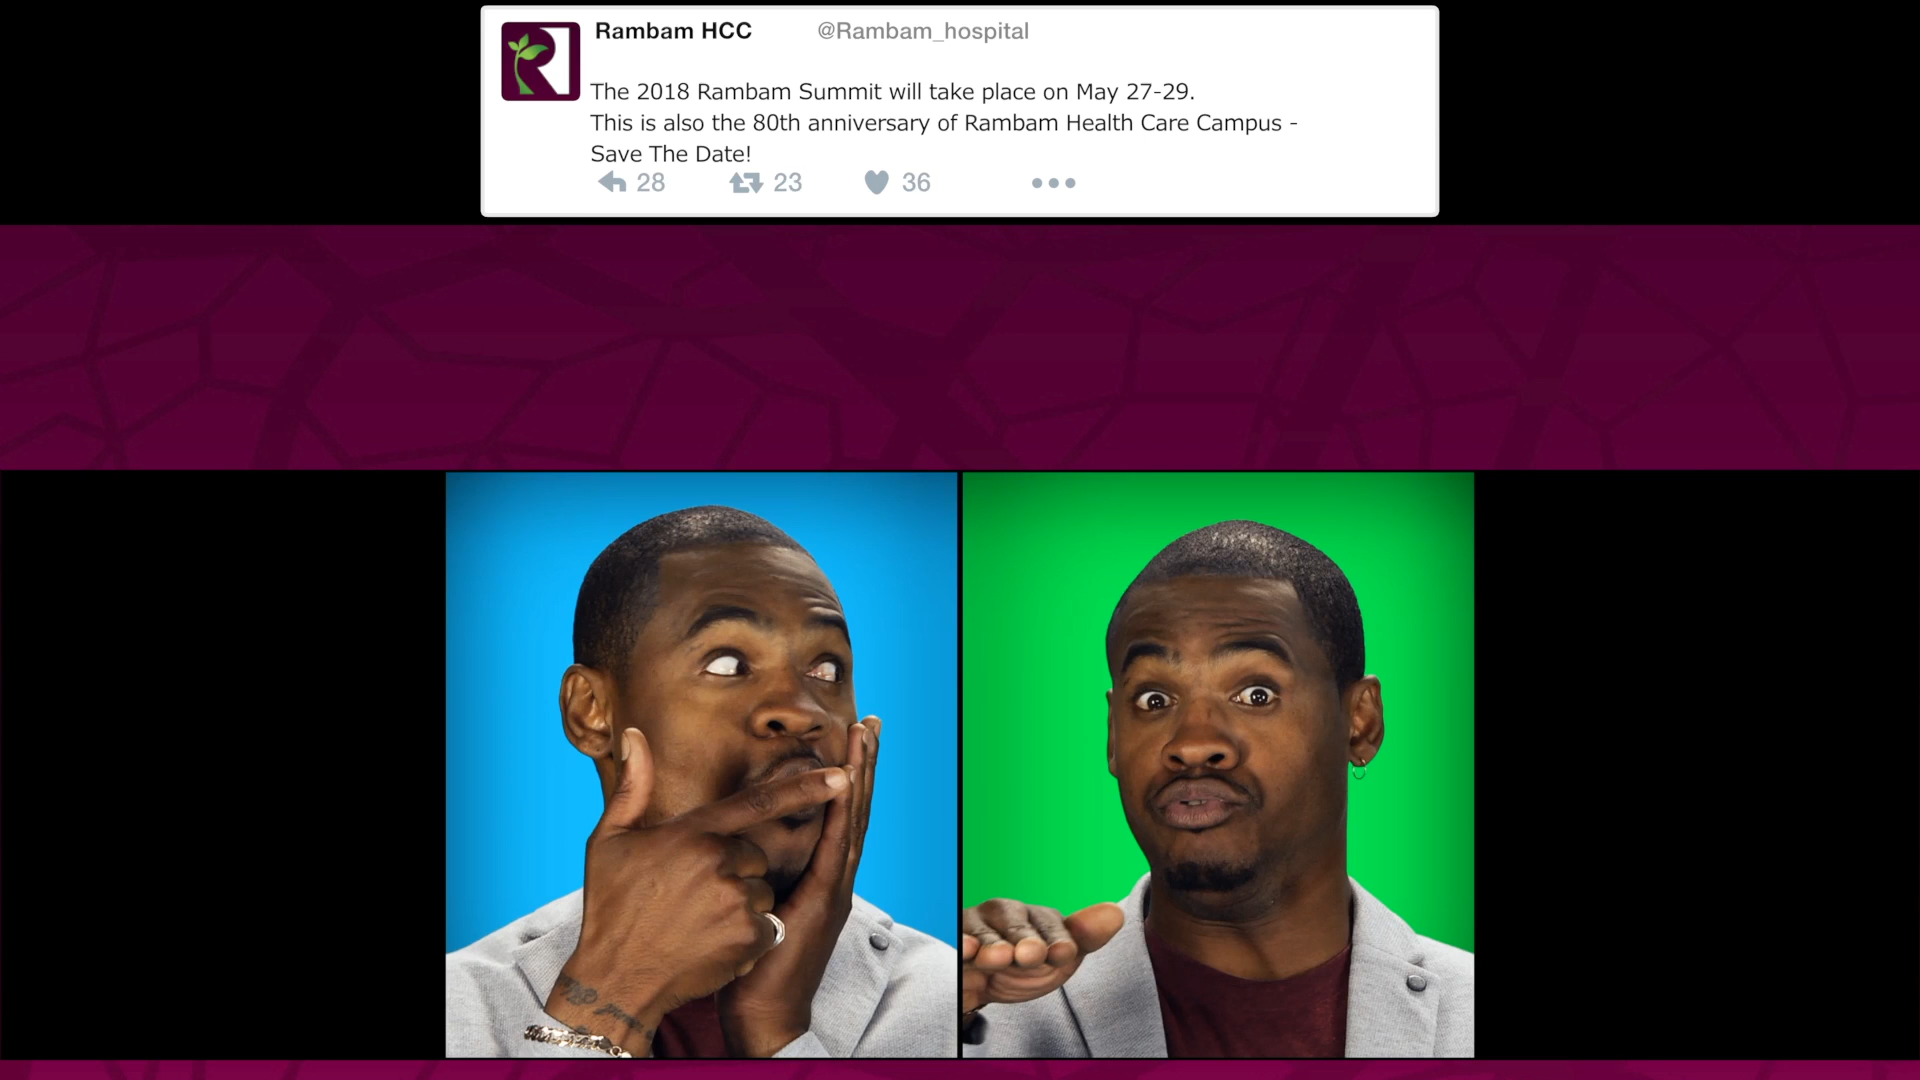 Rambam HCC @Rambam_hospital
The 2018 Rambam Summit will take place on May 27-29.
This is also the 80th anniversary of Rambam Health Care Campus -
Save The Date!
28 23 36